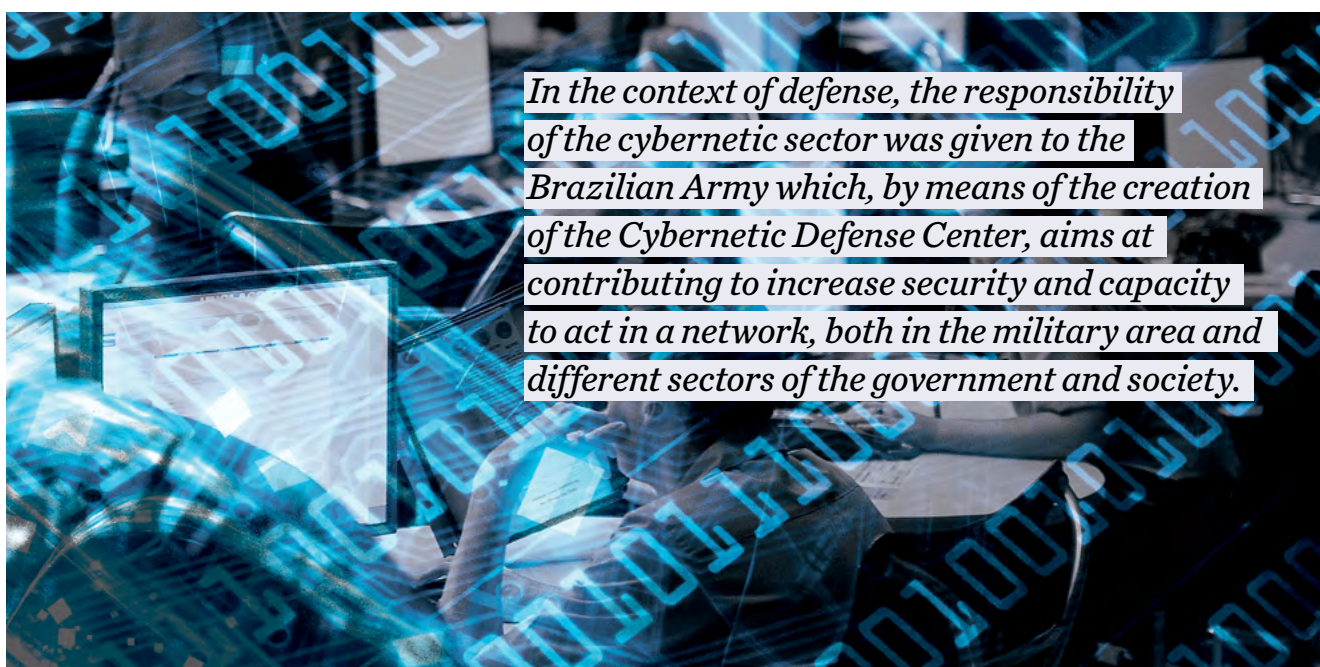 In the context of defense, the responsibility
of the cybernetic sector was given to the
Brazilian Army which, by means of the creation
of the Cybernetic Defense Center, aims at
contributing to increase security and capacity
to act in a network, both in the military area and
different sectors of the government and society.